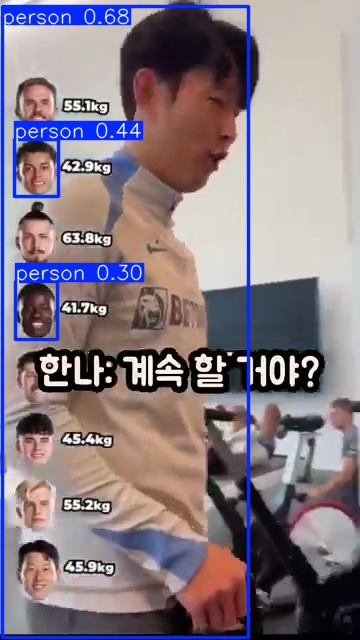 person 0.68
55.1kg
person 0.44
42.9kg
63.8kg
person 0.30
41.7kg
한나: 계속 할 거야?
45.4kg
55.2kg
45.9kg